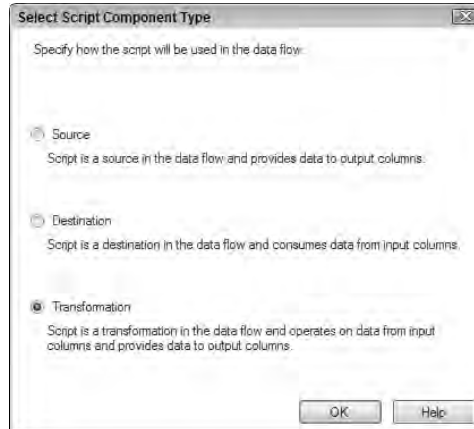 Select Script Component Type
Specify how the script will be used in the data flow.
Source
Script is a source in the data flow and provides data to output columns.
Destination
Script is a destination in the data flow and consumes data from input columns.
Transformation
Script is a transformation in the data flow and operates on data from input
columns and provides data to output columns.
OK
Help